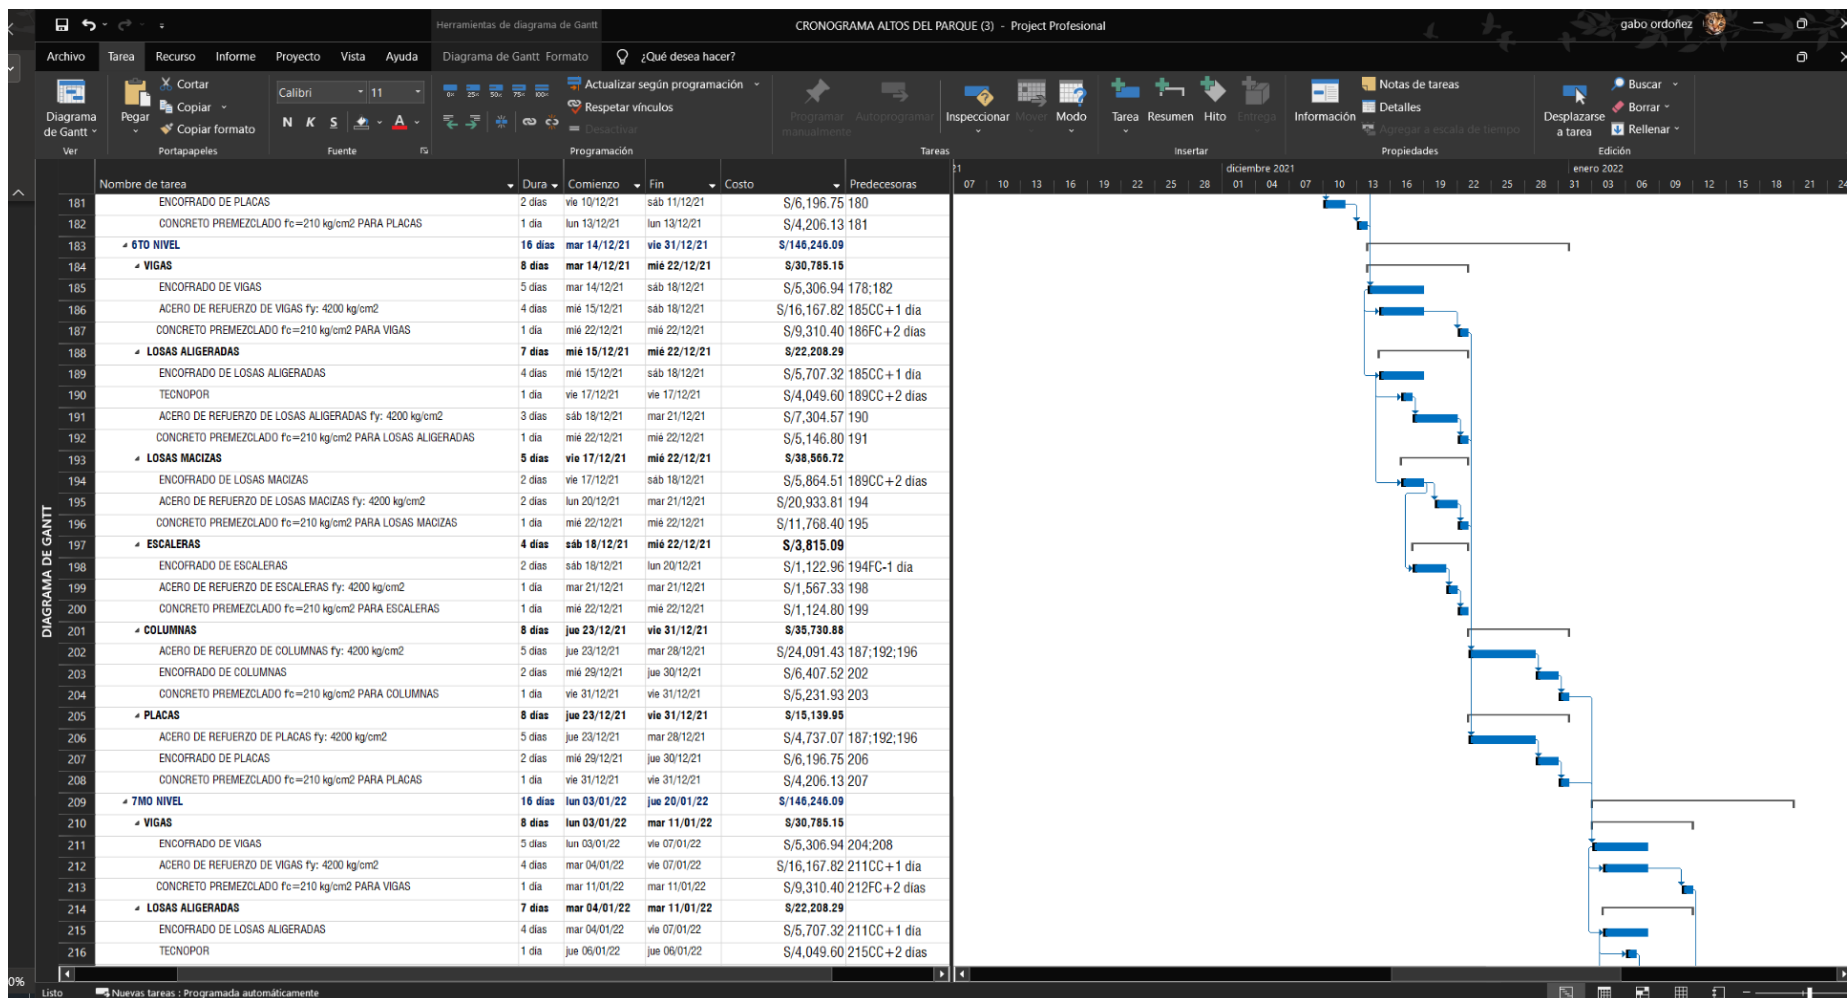 Herramientas de diagrama de Gantt CRONOGRAMA ALTOS DEL PARQUE (3) - Project Profesional gabo ordoñez
Archivo Tarea Recurso Informe Proyecto Vista Ayuda Diagrama de Gantt Formato ¿Qué desea hacer?
Cortar Calibri 11 0× 25× 50× 75× 100× Actualizar según programación Notas de tareas Buscar
Copiar Respetar vínculos Detalles Borrar
Diagrama de Gantt Pegar Copiar formato N K S A Desactivar Programar manualmente Autoprogramar Inspeccionar Mover Modo Tarea Resumen Hito Entrega Información Agregar a escala de tiempo Desplazarse a tarea Rellenar
Ver Portapapeles Fuente Programación Tareas Insertar Propiedades Edición
21 diciembre 2021 enero 2022
Nombre de tarea Dura Comienzo Fin Costo Predecesoras 07 10 13 16 19 22 25 28 01 04 07 10 13 16 19 22 25 28 31 03 06 09 12 15 18 21 24
181 ENCOFRADO DE PLACAS 2 días vie 10/12/21 sáb 11/12/21 S/6,196.75 180
182 CONCRETO PREMEZCLADO f'c=210 kg/cm2 PARA PLACAS 1 día lun 13/12/21 lun 13/12/21 S/4,206.13 181
183 6TO NIVEL 16 días mar 14/12/21 vie 31/12/21 S/146,246.09
184 VIGAS 8 días mar 14/12/21 mié 22/12/21 S/30,785.15
185 ENCOFRADO DE VIGAS 5 días mar 14/12/21 sáb 18/12/21 S/5,306.94 178;182
186 ACERO DE REFUERZO DE VIGAS fy: 4200 kg/cm2 4 días mié 15/12/21 sáb 18/12/21 S/16,167.82 185CC+1 día
187 CONCRETO PREMEZCLADO f'c=210 kg/cm2 PARA VIGAS 1 día mié 22/12/21 mié 22/12/21 S/9,310.40 186FC+2 días
188 LOSAS ALIGERADAS 7 días mié 15/12/21 mié 22/12/21 S/22,208.29
189 ENCOFRADO DE LOSAS ALIGERADAS 4 días mié 15/12/21 sáb 18/12/21 S/5,707.32 185CC+1 día
190 TECNOPOR 1 día vie 17/12/21 vie 17/12/21 S/4,049.60 189CC+2 días
191 ACERO DE REFUERZO DE LOSAS ALIGERADAS fy: 4200 kg/cm2 3 días sáb 18/12/21 mar 21/12/21 S/7,304.57 190
192 CONCRETO PREMEZCLADO f'c=210 kg/cm2 PARA LOSAS ALIGERADAS 1 día mié 22/12/21 mié 22/12/21 S/5,146.80 191
193 LOSAS MACIZAS 5 días vie 17/12/21 mié 22/12/21 S/38,566.72
194 ENCOFRADO DE LOSAS MACIZAS 2 días vie 17/12/21 sáb 18/12/21 S/5,864.51 189CC+2 días
195 ACERO DE REFUERZO DE LOSAS MACIZAS fy: 4200 kg/cm2 2 días lun 20/12/21 mar 21/12/21 S/20,933.81 194
196 CONCRETO PREMEZCLADO f'c=210 kg/cm2 PARA LOSAS MACIZAS 1 día mié 22/12/21 mié 22/12/21 S/11,768.40 195
197 ESCALERAS 4 días sáb 18/12/21 mié 22/12/21 S/3,815.09
198 ENCOFRADO DE ESCALERAS 2 días sáb 18/12/21 lun 20/12/21 S/1,122.96 194FC-1 día
199 ACERO DE REFUERZO DE ESCALERAS fy: 4200 kg/cm2 1 día mar 21/12/21 mar 21/12/21 S/1,567.33 198
200 CONCRETO PREMEZCLADO f'c=210 kg/cm2 PARA ESCALERAS 1 día mié 22/12/21 mié 22/12/21 S/1,124.80 199
201 COLUMNAS 8 días jue 23/12/21 vie 31/12/21 S/35,730.88
202 ACERO DE REFUERZO DE COLUMNAS fy: 4200 kg/cm2 5 días jue 23/12/21 mar 28/12/21 S/24,091.43 187;192;196
203 ENCOFRADO DE COLUMNAS 2 días mié 29/12/21 jue 30/12/21 S/6,407.52 202
204 CONCRETO PREMEZCLADO f'c=210 kg/cm2 PARA COLUMNAS 1 día vie 31/12/21 vie 31/12/21 S/5,231.93 203
205 PLACAS 8 días jue 23/12/21 vie 31/12/21 S/15,139.95
206 ACERO DE REFUERZO DE PLACAS fy: 4200 kg/cm2 5 días jue 23/12/21 mar 28/12/21 S/4,737.07 187;192;196
207 ENCOFRADO DE PLACAS 2 días mié 29/12/21 jue 30/12/21 S/6,196.75 206
208 CONCRETO PREMEZCLADO f'c=210 kg/cm2 PARA PLACAS 1 día vie 31/12/21 vie 31/12/21 S/4,206.13 207
209 7MO NIVEL 16 días lun 03/01/22 jue 20/01/22 S/146,246.09
210 VIGAS 8 días lun 03/01/22 mar 11/01/22 S/30,785.15
211 ENCOFRADO DE VIGAS 5 días lun 03/01/22 vie 07/01/22 S/5,306.94 204;208
212 ACERO DE REFUERZO DE VIGAS fy: 4200 kg/cm2 4 días mar 04/01/22 vie 07/01/22 S/16,167.82 211CC+1 día
213 CONCRETO PREMEZCLADO f'c=210 kg/cm2 PARA VIGAS 1 día mar 11/01/22 mar 11/01/22 S/9,310.40 212FC+2 días
214 LOSAS ALIGERADAS 7 días mar 04/01/22 mar 11/01/22 S/22,208.29
215 ENCOFRADO DE LOSAS ALIGERADAS 4 días mar 04/01/22 vie 07/01/22 S/5,707.32 211CC+1 día
216 TECNOPOR 1 día jue 06/01/22 jue 06/01/22 S/4,049.60 215CC+2 días
DIAGRAMA DE GANTT
0%
Listo Nuevas tareas : Programada automáticamente